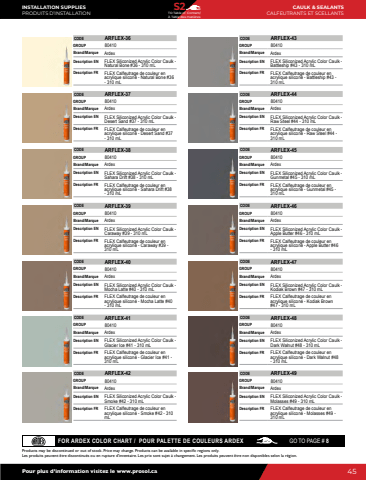 INSTALLATION SUPPLIES
PRODUITS D'INSTALLATION
CAULK & SEALANTS
CALFEUTRANTS ET SCELLANTS
CODE ARFLEX-36
GROUP 80410
Brand/Marque Ardex
Description EN FLEX Siliconized Acrylic Color Caulk -
Natural Stone #36 - 310 mL
Description FR FLEX Calfeutrage de couleur en
acrylique siliconé - Natural Stone #36
- 310 mL
CODE ARFLEX-37
GROUP 80410
Brand/Marque Ardex
Description EN FLEX Siliconized Acrylic Color Caulk -
Desert Sand #37 - 310 mL
Description FR FLEX Calfeutrage de couleur en
acrylique siliconé - Desert Sand #37
- 310 mL
CODE ARFLEX-38
GROUP 80410
Brand/Marque Ardex
Description EN FLEX Siliconized Acrylic Color Caulk -
Sahara Drift #38 - 310 mL
Description FR FLEX Calfeutrage de couleur en
acrylique siliconé - Sahara Drift #38
- 310 mL
CODE ARFLEX-39
GROUP 80410
Brand/Marque Ardex
Description EN FLEX Siliconized Acrylic Color Caulk -
Caraway #39 - 310 mL
Description FR FLEX Calfeutrage de couleur en
acrylique siliconé - Caraway #39 -
310 mL
CODE ARFLEX-40
GROUP 80410
Brand/Marque Ardex
Description EN FLEX Siliconized Acrylic Color Caulk -
Mocha Latte #40 - 310 mL
Description FR FLEX Calfeutrage de couleur en
acrylique siliconé - Mocha Latte #40
- 310 mL
CODE ARFLEX-41
GROUP 80410
Brand/Marque Ardex
Description EN FLEX Siliconized Acrylic Color Caulk -
Glacier Ice #41 - 310 mL
Description FR FLEX Calfeutrage de couleur en
acrylique siliconé - Glacier Ice #41 -
310 mL
CODE ARFLEX-42
GROUP 80410
Brand/Marque Ardex
Description EN FLEX Siliconized Acrylic Color Caulk -
Smoke #42 - 310 mL
Description FR FLEX Calfeutrage de couleur en
acrylique siliconé - Smoke #42 - 310
mL
CODE ARFLEX-43
GROUP 80410
Brand/Marque Ardex
Description EN FLEX Siliconized Acrylic Color Caulk -
Battleship #43 - 310 mL
Description FR FLEX Calfeutrage de couleur en
acrylique siliconé - Battleship #43 -
310 mL
CODE ARFLEX-44
GROUP 80410
Brand/Marque Ardex
Description EN FLEX Siliconized Acrylic Color Caulk -
Raw Steel #44 - 310 mL
Description FR FLEX Calfeutrage de couleur en
acrylique siliconé - Raw Steel #44 -
310 mL
CODE ARFLEX-45
GROUP 80410
Brand/Marque Ardex
Description EN FLEX Siliconized Acrylic Color Caulk -
Gunmetal #45 - 310 mL
Description FR FLEX Calfeutrage de couleur en
acrylique siliconé - Gunmetal #45 -
310 mL
CODE ARFLEX-46
GROUP 80410
Brand/Marque Ardex
Description EN FLEX Siliconized Acrylic Color Caulk -
Apple Butter #46 - 310 mL
Description FR FLEX Calfeutrage de couleur en
acrylique siliconé - Apple Butter #46
- 310 mL
CODE ARFLEX-47
GROUP 80410
Brand/Marque Ardex
Description EN FLEX Siliconized Acrylic Color Caulk -
Kodiak Brown #47 - 310 mL
Description FR FLEX Calfeutrage de couleur en
acrylique siliconé - Kodiak Brown
#47 - 310 mL
CODE ARFLEX-48
GROUP 80410
Brand/Marque Ardex
Description EN FLEX Siliconized Acrylic Color Caulk -
Dark Walnut #48 - 310 mL
Description FR FLEX Calfeutrage de couleur en
acrylique siliconé - Dark Walnut #48
- 310 mL
CODE ARFLEX-49
GROUP 80410
Brand/Marque Ardex
Description EN FLEX Siliconized Acrylic Color Caulk -
Molasses #49 - 310 mL
Description FR FLEX Calfeutrage de couleur en
acrylique siliconé - Molasses #49 -
310 mL
FOR ARDEX COLOR CHART / POUR PALETTE DE COULEURS ARDEX GO TO PAGE # 8
Products may be discontinued or out of stock. Price may change. Products can be available in specific regions only.
Les produits peuvent être discontinués ou en rupture d'inventaire. Les prix sont sujet à changement. Les produits peuvent être non disponibles selon la région.
Pour plus d'information visitez le www.prosol.ca
45